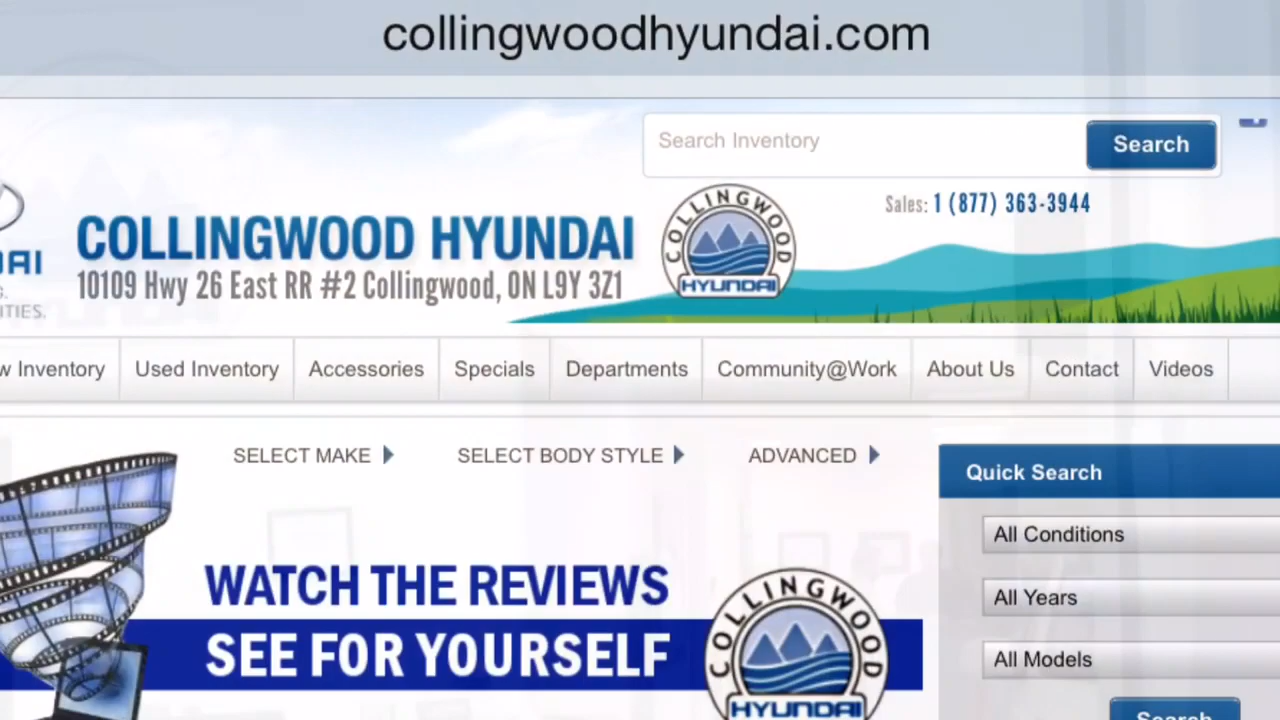 collingwoodhyundai.com
Search Inventory
Search
Sales: 1 (877) 363-3944
COLLINGWOOD HYUNDAI
10109 Hwy 26 East RR #2 Collingwood, ON L9Y 3Z1
COLLINGWOOD
HYUNDAI
Inventory
Used Inventory
Accessories
Specials
Departments
Community@Work
About Us
Contact
Videos
SELECT MAKE
SELECT BODY STYLE
ADVANCED
Quick Search
All Conditions
All Years
All Models
Search
WATCH THE REVIEWS
SEE FOR YOURSELF
COLLINGWOOD
HYUNDAI